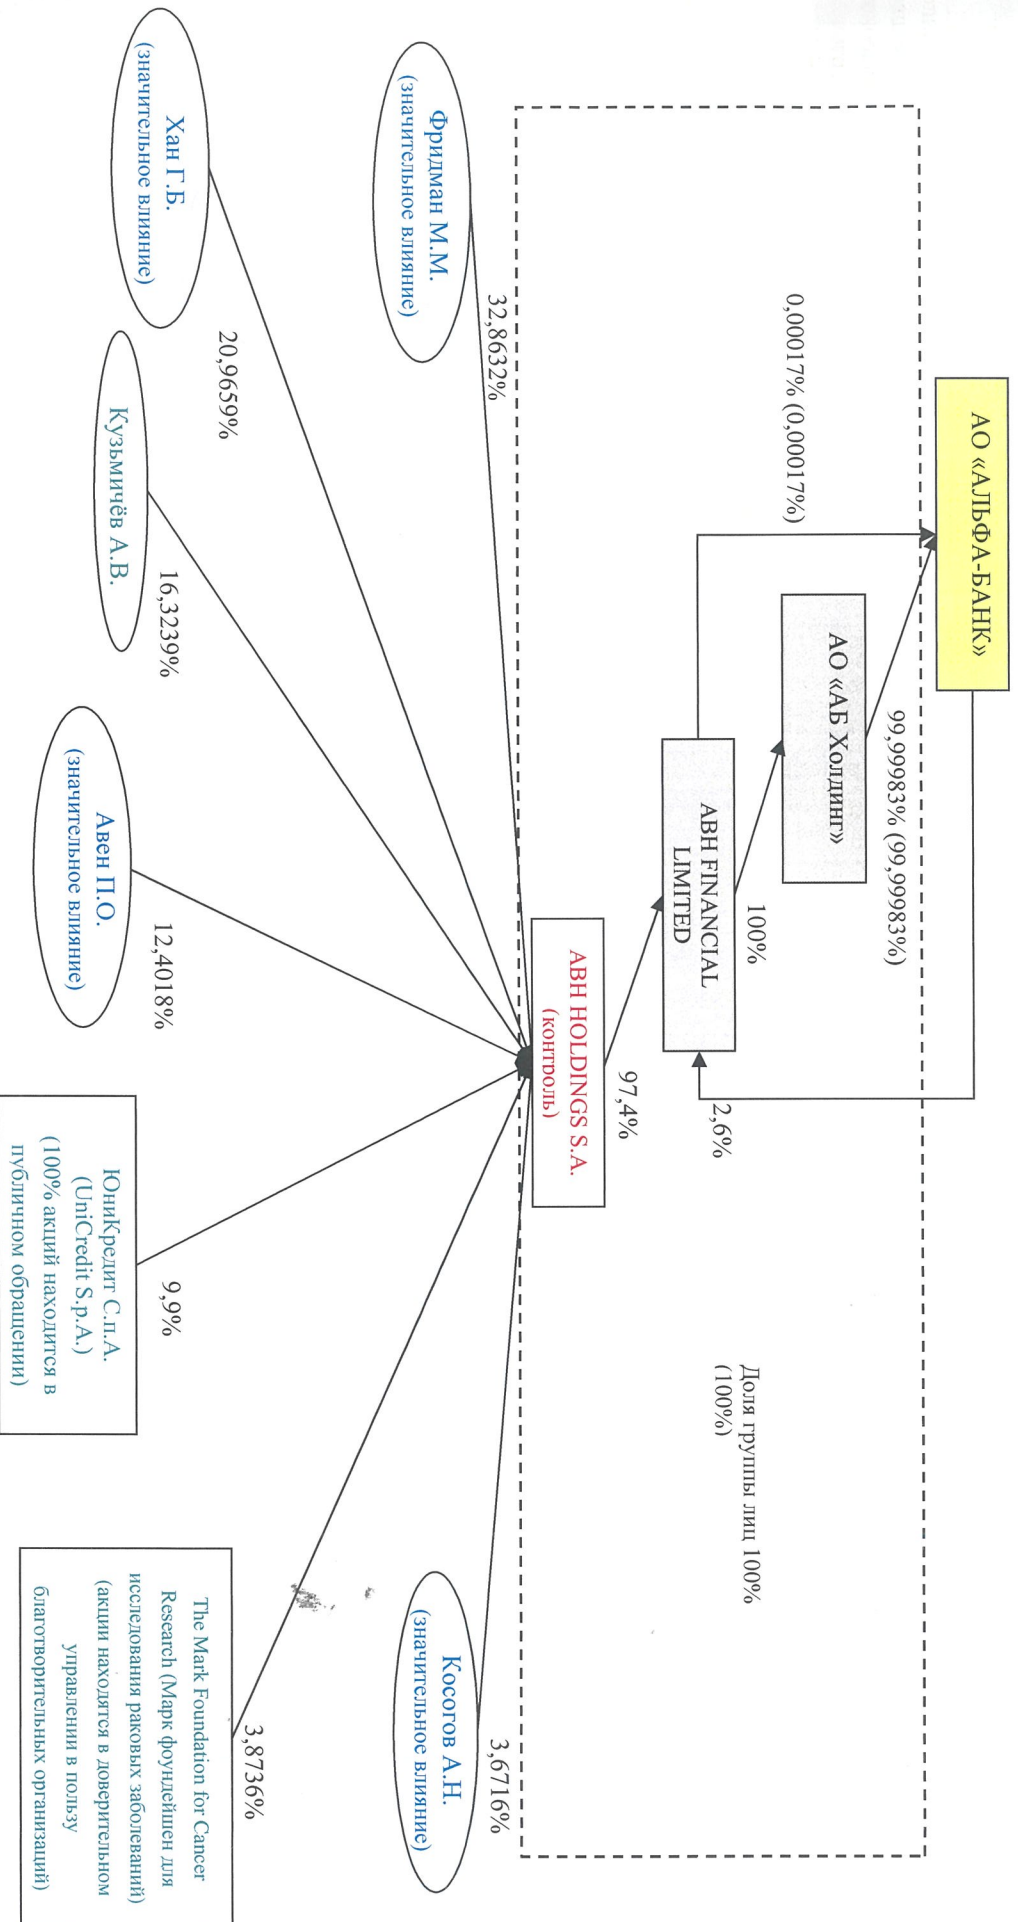 АО «АЛЬФА-БАНК»
0,00017% (0,00017%)
99,99983% (99,99983%)
АО «АБ Холдинг»
100%
2,6%
ABH FINANCIAL
LIMITED
Доля группы лиц 100%
(100%)
97,4%
ABH HOLDINGS S.A.
(контроль)
32,8632%
3,6716%
Фридман М.М.
(значительное влияние)
Косогов А.Н.
(значительное влияние)
20,9659%
3,8736%
Хан Г.Б.
(значительное влияние)
16,3239%
Кузьмичёв А.В.
12,4018%
Авен П.О.
(значительное влияние)
9,9%
ЮниКредит С.п.А.
(UniCredit S.p.A.)
(100% акций находится в
публичном обращении)
The Mark Foundation for Cancer
Research (Марк фоундейшен для
исследования раковых заболеваний)
(акции находятся в доверительном
управлении в пользу
благотворительных организаций)